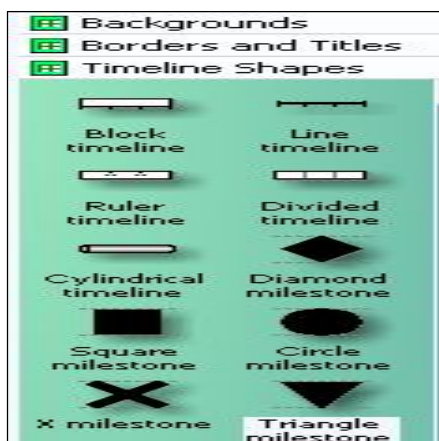 Backgrounds
Borders and Titles
Timeline Shapes
Block timeline
Line timeline
Ruler timeline
Divided timeline
Cylindrical timeline
Diamond milestone
Square milestone
Circle milestone
X milestone
Triangle milestone